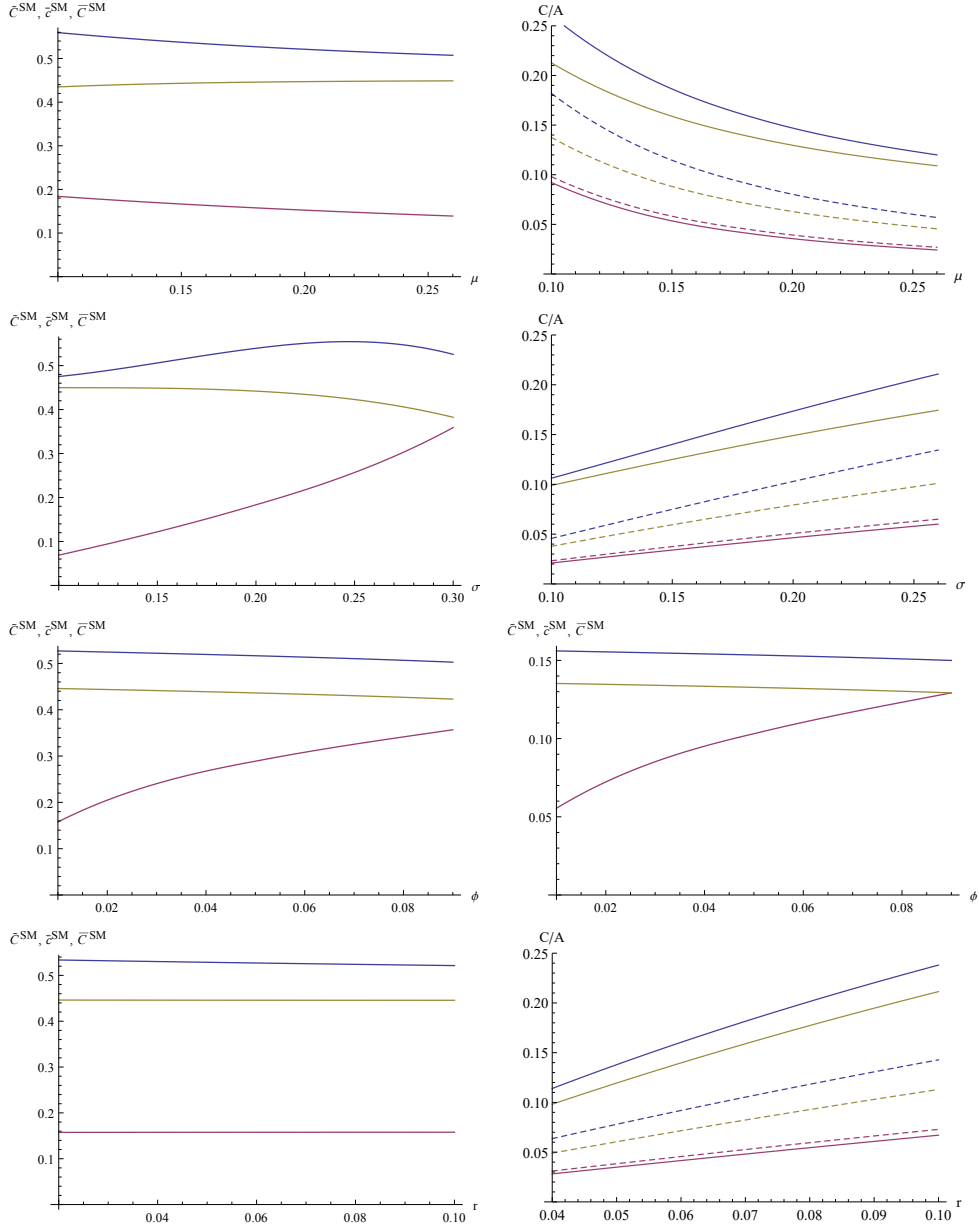 C̄^SM, c̄^SM, C̅^SM
0.5
0.4
0.3
0.2
0.1
0.15 0.20 0.25 μ
C/A
0.25
0.20
0.15
0.10
0.05
0.10 0.15 0.20 0.25 μ
C̄^SM, c̄^SM, C̅^SM
0.5
0.4
0.3
0.2
0.1
0.15 0.20 0.25 0.30 σ
C/A
0.25
0.20
0.15
0.10
0.05
0.10 0.15 0.20 0.25 σ
C̄^SM, c̄^SM, C̅^SM
0.5
0.4
0.3
0.2
0.1
0.02 0.04 0.06 0.08 ϕ
C̄^SM, c̄^SM, C̅^SM
0.15
0.10
0.05
0.02 0.04 0.06 0.08 ϕ
C̄^SM, c̄^SM, C̅^SM
0.5
0.4
0.3
0.2
0.1
0.04 0.06 0.08 0.10 r
C/A
0.25
0.20
0.15
0.10
0.05
0.04 0.05 0.06 0.07 0.08 0.09 0.10 r